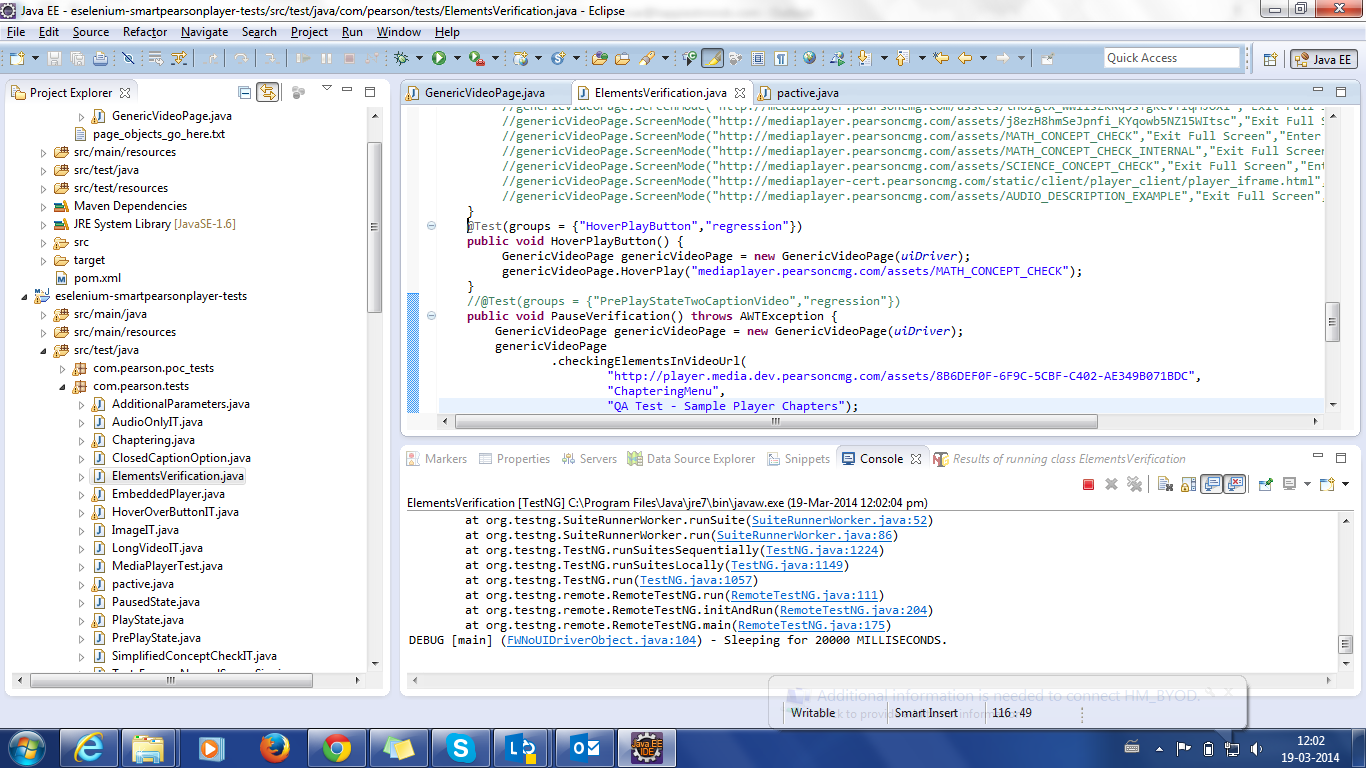 Java EE - eselenium-smartpearsonplayer-tests/src/test/java/com/pearson/tests/ElementsVerification.java - Eclipse
File Edit Source Refactor Navigate Search Project Run Window Help
Quick Access
Java EE
Project Explorer
GenericVideoPage.java
page_objects_go_here.txt
src/main/resources
src/test/java
src/test/resources
Maven Dependencies
JRE System Library [JavaSE-1.6]
src
target
pom.xml
eselenium-smartpearsonplayer-tests
src/main/java
src/main/resources
src/test/java
com.pearson.poc_tests
com.pearson.tests
AdditionalParameters.java
AudioOnlyIT.java
Chaptering.java
ClosedCaptionOption.java
ElementsVerification.java
EmbeddedPlayer.java
HoverOverButtonIT.java
ImageIT.java
LongVideoIT.java
MediaPlayerTest.java
pactive.java
PausedState.java
PlayState.java
PrePlayState.java
SimplifiedConceptCheckIT.java
GenericVideoPage.java ElementsVerification.java pactive.java
//genericVideoPage.ScreenMode("http://mediaplayer.pearsoncmg.com/assets/j8ezH8hmSeJpnfi_KYqowb5NZ15WItsc","Exit Full S
//genericVideoPage.ScreenMode("http://mediaplayer.pearsoncmg.com/assets/MATH_CONCEPT_CHECK","Exit Full Screen","Enter
//genericVideoPage.ScreenMode("http://mediaplayer.pearsoncmg.com/assets/MATH_CONCEPT_CHECK_INTERNAL","Exit Full Screen
//genericVideoPage.ScreenMode("http://mediaplayer.pearsoncmg.com/assets/SCIENCE_CONCEPT_CHECK","Exit Full Screen","Ent
//genericVideoPage.ScreenMode("http://mediaplayer-cert.pearsoncmg.com/static/client/player_client/player_iframe.html",
//genericVideoPage.ScreenMode("http://mediaplayer.pearsoncmg.com/assets/AUDIO_DESCRIPTION_EXAMPLE","Exit Full Screen",
}
@Test(groups = {"HoverPlayButton","regression"})
public void HoverPlayButton() {
GenericVideoPage genericVideoPage = new GenericVideoPage(uiDriver);
genericVideoPage.HoverPlay("mediaplayer.pearsoncmg.com/assets/MATH_CONCEPT_CHECK");
}
//@Test(groups = {"PrePlayStateTwoCaptionVideo","regression"})
public void PauseVerification() throws AWTException {
GenericVideoPage genericVideoPage = new GenericVideoPage(uiDriver);
genericVideoPage
.checkingElementsInVideoUrl(
"http://player.media.dev.pearsoncmg.com/assets/8B6DEF0F-6F9C-5CBF-C402-AE349B071BDC",
"ChapteringMenu",
"QA Test - Sample Player Chapters");
Markers Properties Servers Data Source Explorer Snippets Console Results of running class ElementsVerification
ElementsVerification [TestNG] C:\Program Files\Java\jre7\bin\javaw.exe (19-Mar-2014 12:02:04 pm)
at org.testng.SuiteRunnerWorker.runSuite(SuiteRunnerWorker.java:52)
at org.testng.SuiteRunnerWorker.run(SuiteRunnerWorker.java:86)
at org.testng.TestNG.runSuitesSequentially(TestNG.java:1224)
at org.testng.TestNG.runSuitesLocally(TestNG.java:1149)
at org.testng.TestNG.run(TestNG.java:1057)
at org.testng.remote.RemoteTestNG.run(RemoteTestNG.java:111)
at org.testng.remote.RemoteTestNG.initAndRun(RemoteTestNG.java:204)
at org.testng.remote.RemoteTestNG.main(RemoteTestNG.java:175)
DEBUG [main] (FWNoUIDriverObject.java:104) - Sleeping for 20000 MILLISECONDS.
Additional information is needed to connect HM_BYOD.
Writable Smart Insert 116 : 49
12:02
19-03-2014